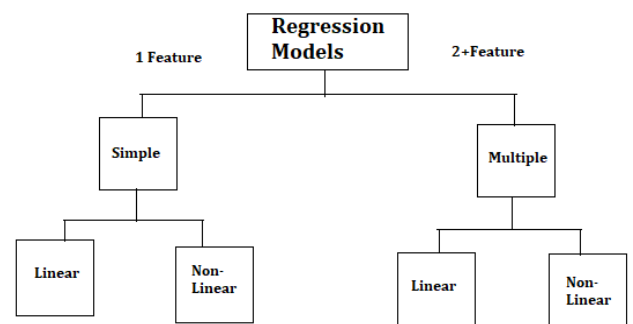 Regression
Models
1 Feature
2+Feature
Simple
Multiple
Linear
Non-
Linear
Linear
Non-
Linear